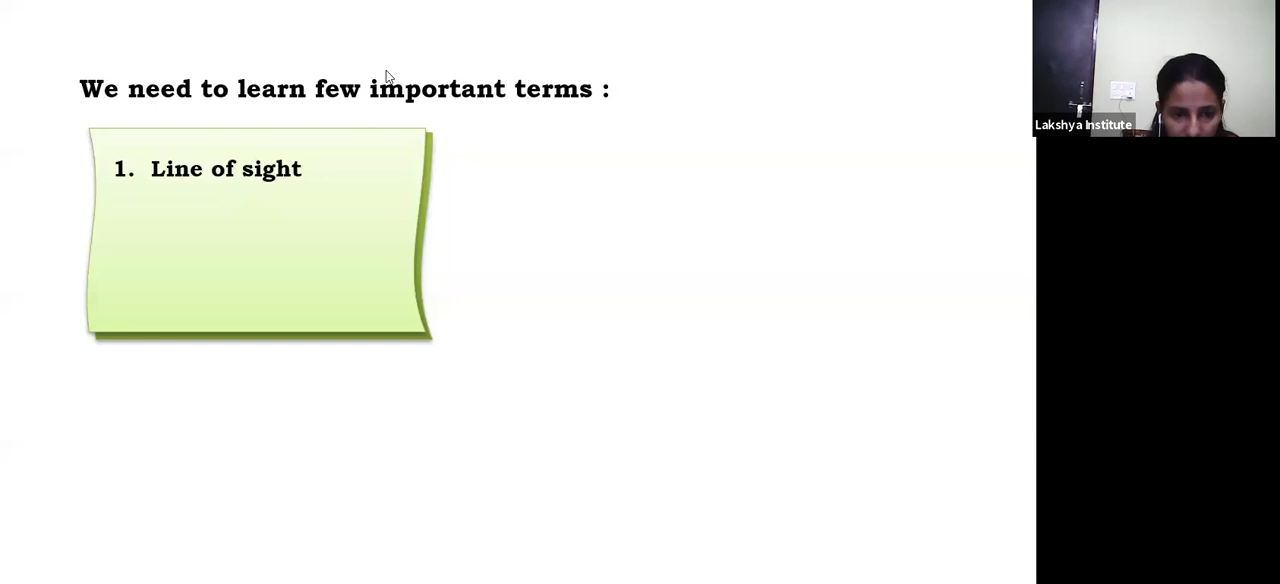 We need to learn few important terms :
1. Line of sight
Lakshya Institute